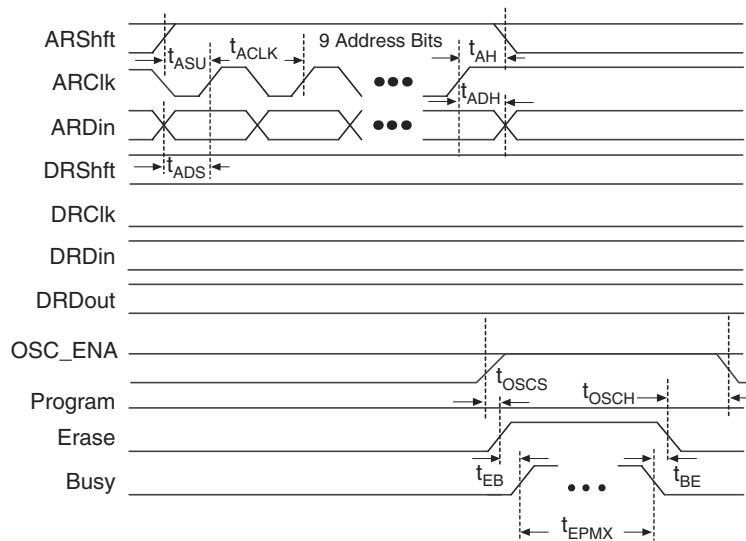 ARShft
9 Address Bits
tASU
tACLK
tAH
ARClk
tADH
ARDin
DRShft
tADS
DRClk
DRDin
DRDout
OSC_ENA
tOSCS
tOSCH
Program
Erase
tEB
tBE
Busy
tEPMX